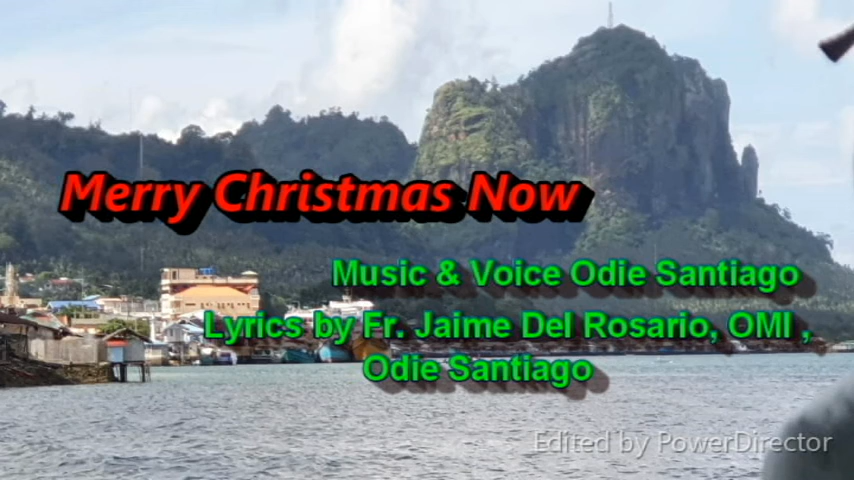 Merry Christmas Now
Music & Voice Odie Santiago
Lyrics by Fr. Jaime Del Rosario, OMI ,
Odie Santiago
Edited by PowerDirector